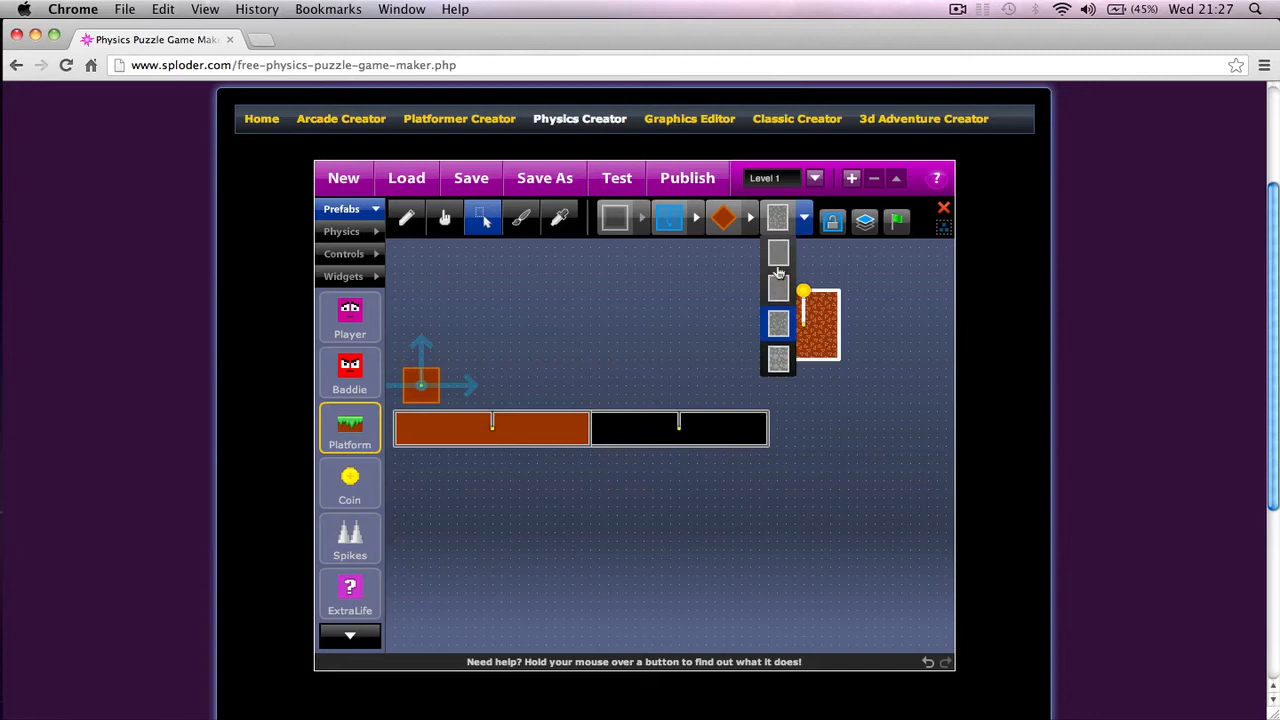 Chrome File Edit View History Bookmarks Window Help (45%) Wed 21:27
Physics Puzzle Game Mak
www.sploder.com/free-physics-puzzle-game-maker.php
Home Arcade Creator Platformer Creator Physics Creator Graphics Editor Classic Creator 3d Adventure Creator
New Load Save Save As Test Publish Level 1 ?
Prefabs
Physics
Controls
Widgets
Player
Baddie
Platform
Coin
Spikes
?
ExtraLife
Need help? Hold your mouse over a button to find out what it does!